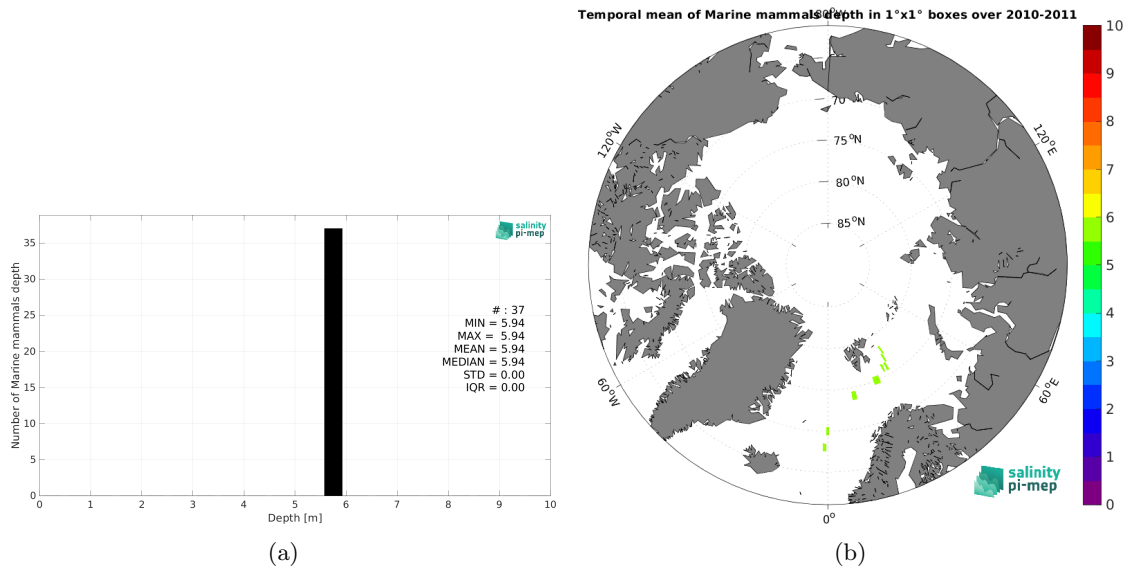 35
30
25
20
15
10
5
0
Number of Marine mammals depth
salinity
pi-mep
# : 37
MIN = 5.94
MAX = 5.94
MEAN = 5.94
MEDIAN = 5.94
STD = 0.00
IQR = 0.00
0 1 2 3 4 5 6 7 8 9 10
Depth [m]
(a)
Temporal mean of Marine mammals depth in 1°x1° boxes over 2010-2011
180°W
120°W
120°E
75°N
80°N
85°N
60°W
60°E
0°
10
9
8
7
6
5
4
3
2
1
0
salinity
pi-mep
(b)